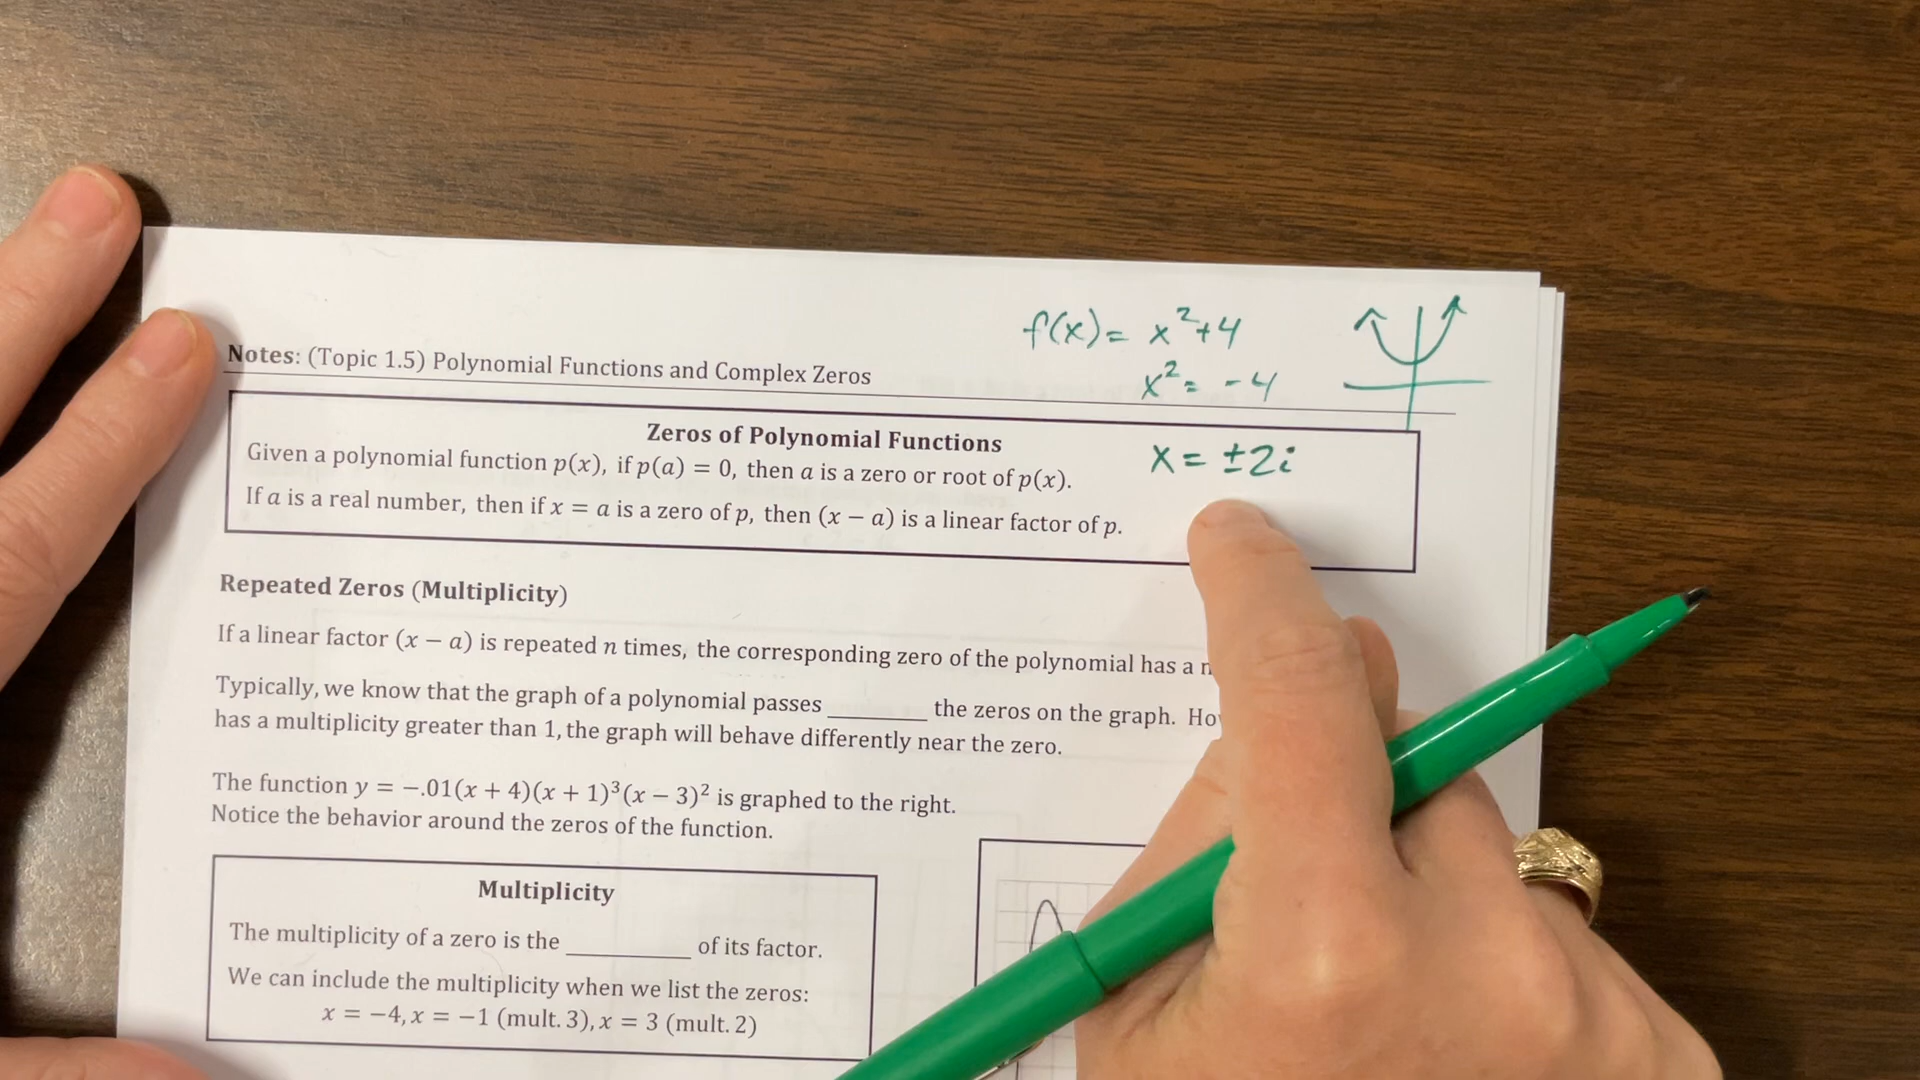 f(x) = x²+4
Notes: (Topic 1.5) Polynomial Functions and Complex Zeros
x² = -4
Zeros of Polynomial Functions
Given a polynomial function p(x), if p(a) = 0, then a is a zero or root of p(x).
x = ±2i
If a is a real number, then if x = a is a zero of p, then (x − a) is a linear factor of p.
Repeated Zeros (Multiplicity)
If a linear factor (x − a) is repeated n times, the corresponding zero of the polynomial has a
Typically, we know that the graph of a polynomial passes ________ the zeros on the graph.
has a multiplicity greater than 1, the graph will behave differently near the zero.
The function y = −.01(x + 4)(x + 1)³(x − 3)² is graphed to the right.
Notice the behavior around the zeros of the function.
Multiplicity
The multiplicity of a zero is the __________ of its factor.
We can include the multiplicity when we list the zeros:
x = −4, x = −1 (mult. 3), x = 3 (mult. 2)